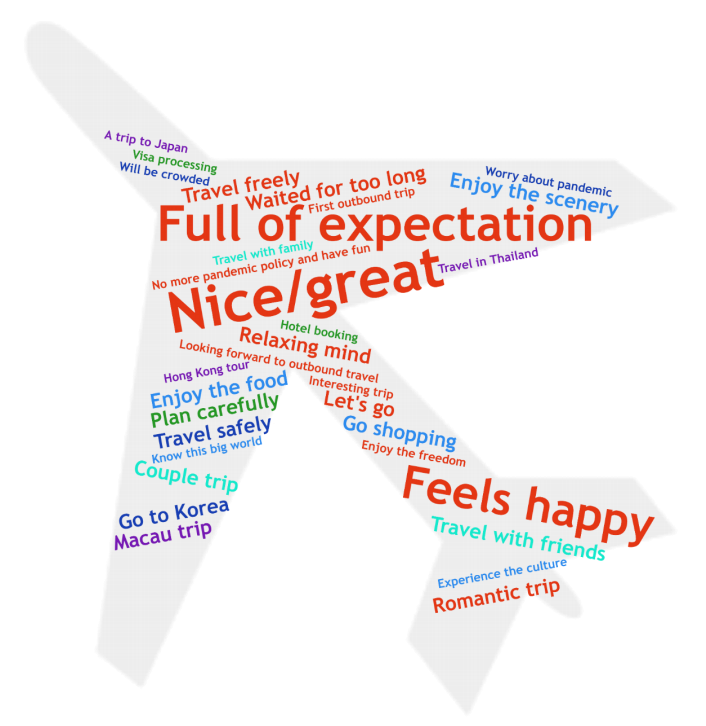 A trip to Japan
Visa processing
Will be crowded
Travel freely
Waited for too long
First outbound trip
Worry about pandemic
Enjoy the scenery
Full of expectation
Travel with family
No more pandemic policy and have fun
Travel in Thailand
Nice/great
Hotel booking
Relaxing mind
Looking forward to outbound travel
Hong Kong tour
Interesting trip
Enjoy the food
Let's go
Plan carefully
Go shopping
Travel safely
Know this big world
Enjoy the freedom
Couple trip
Feels happy
Go to Korea
Macau trip
Travel with friends
Experience the culture
Romantic trip